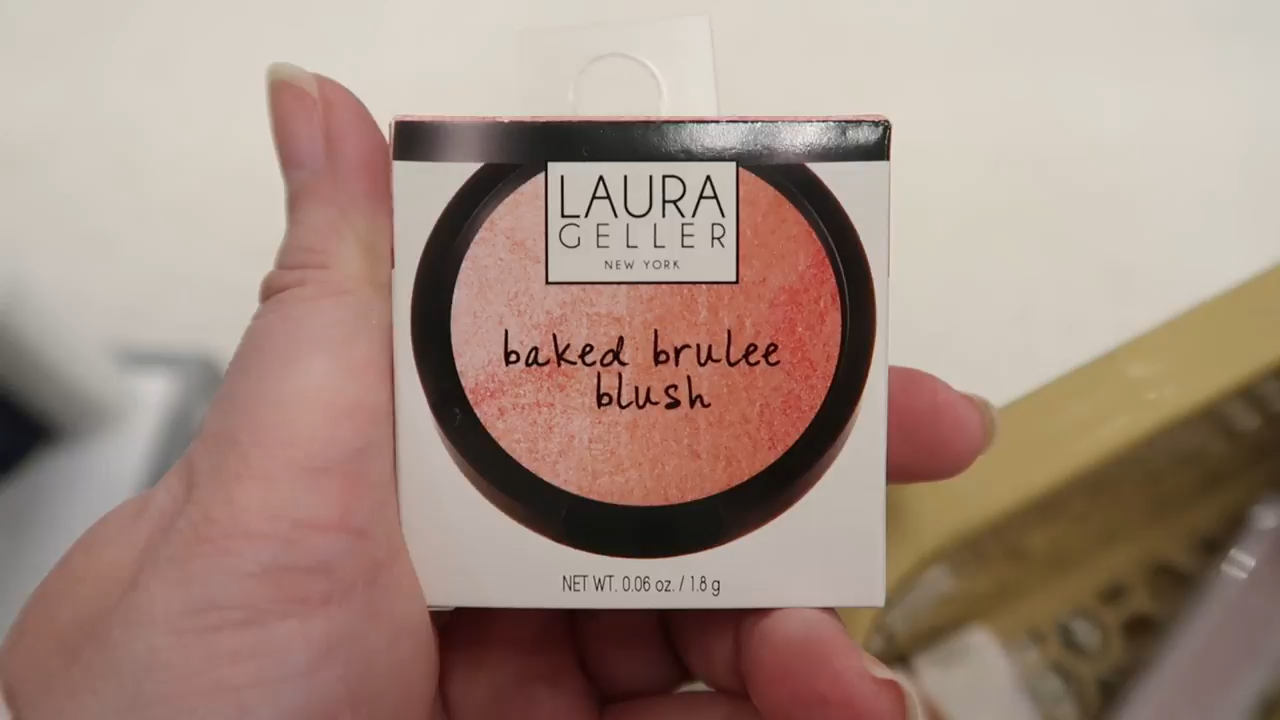 LAURA
GELLER
NEW YORK
baked brulee
blush
NET WT. 0.06 oz. / 1.8 g